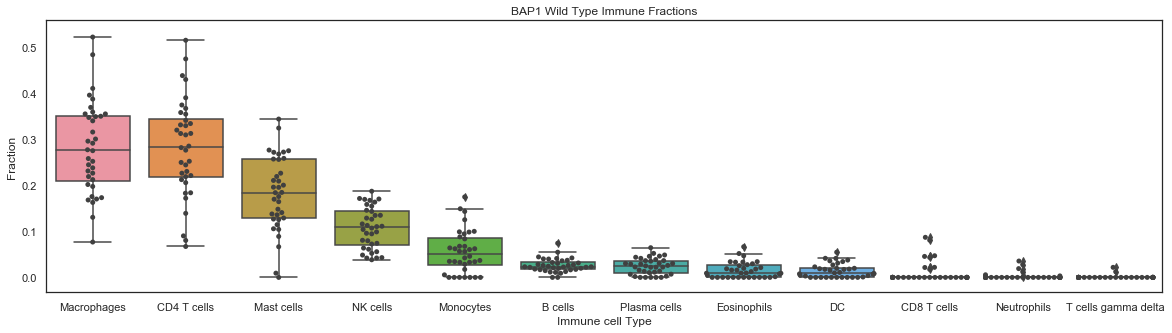 BAP1 Wild Type Immune Fractions
Fraction
0.5
0.4
0.3
0.2
0.1
0.0
Macrophages CD4 T cells Mast cells NK cells Monocytes B cells Plasma cells Eosinophils DC CD8 T cells Neutrophils T cells gamma delta
Immune cell Type